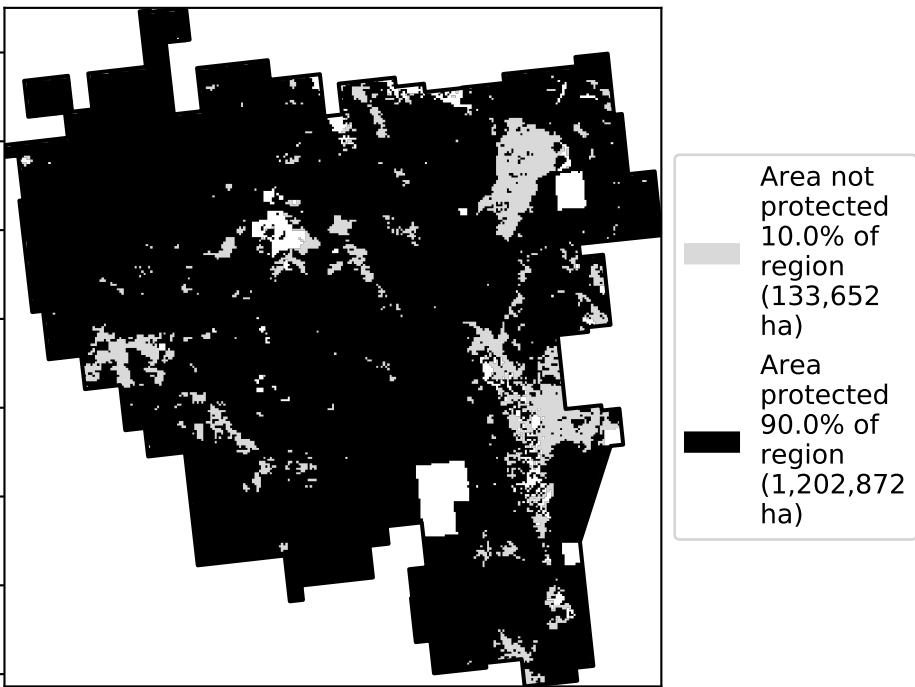 Area not
protected
10.0% of
region
(133,652
ha)
Area
protected
90.0% of
region
(1,202,872
ha)